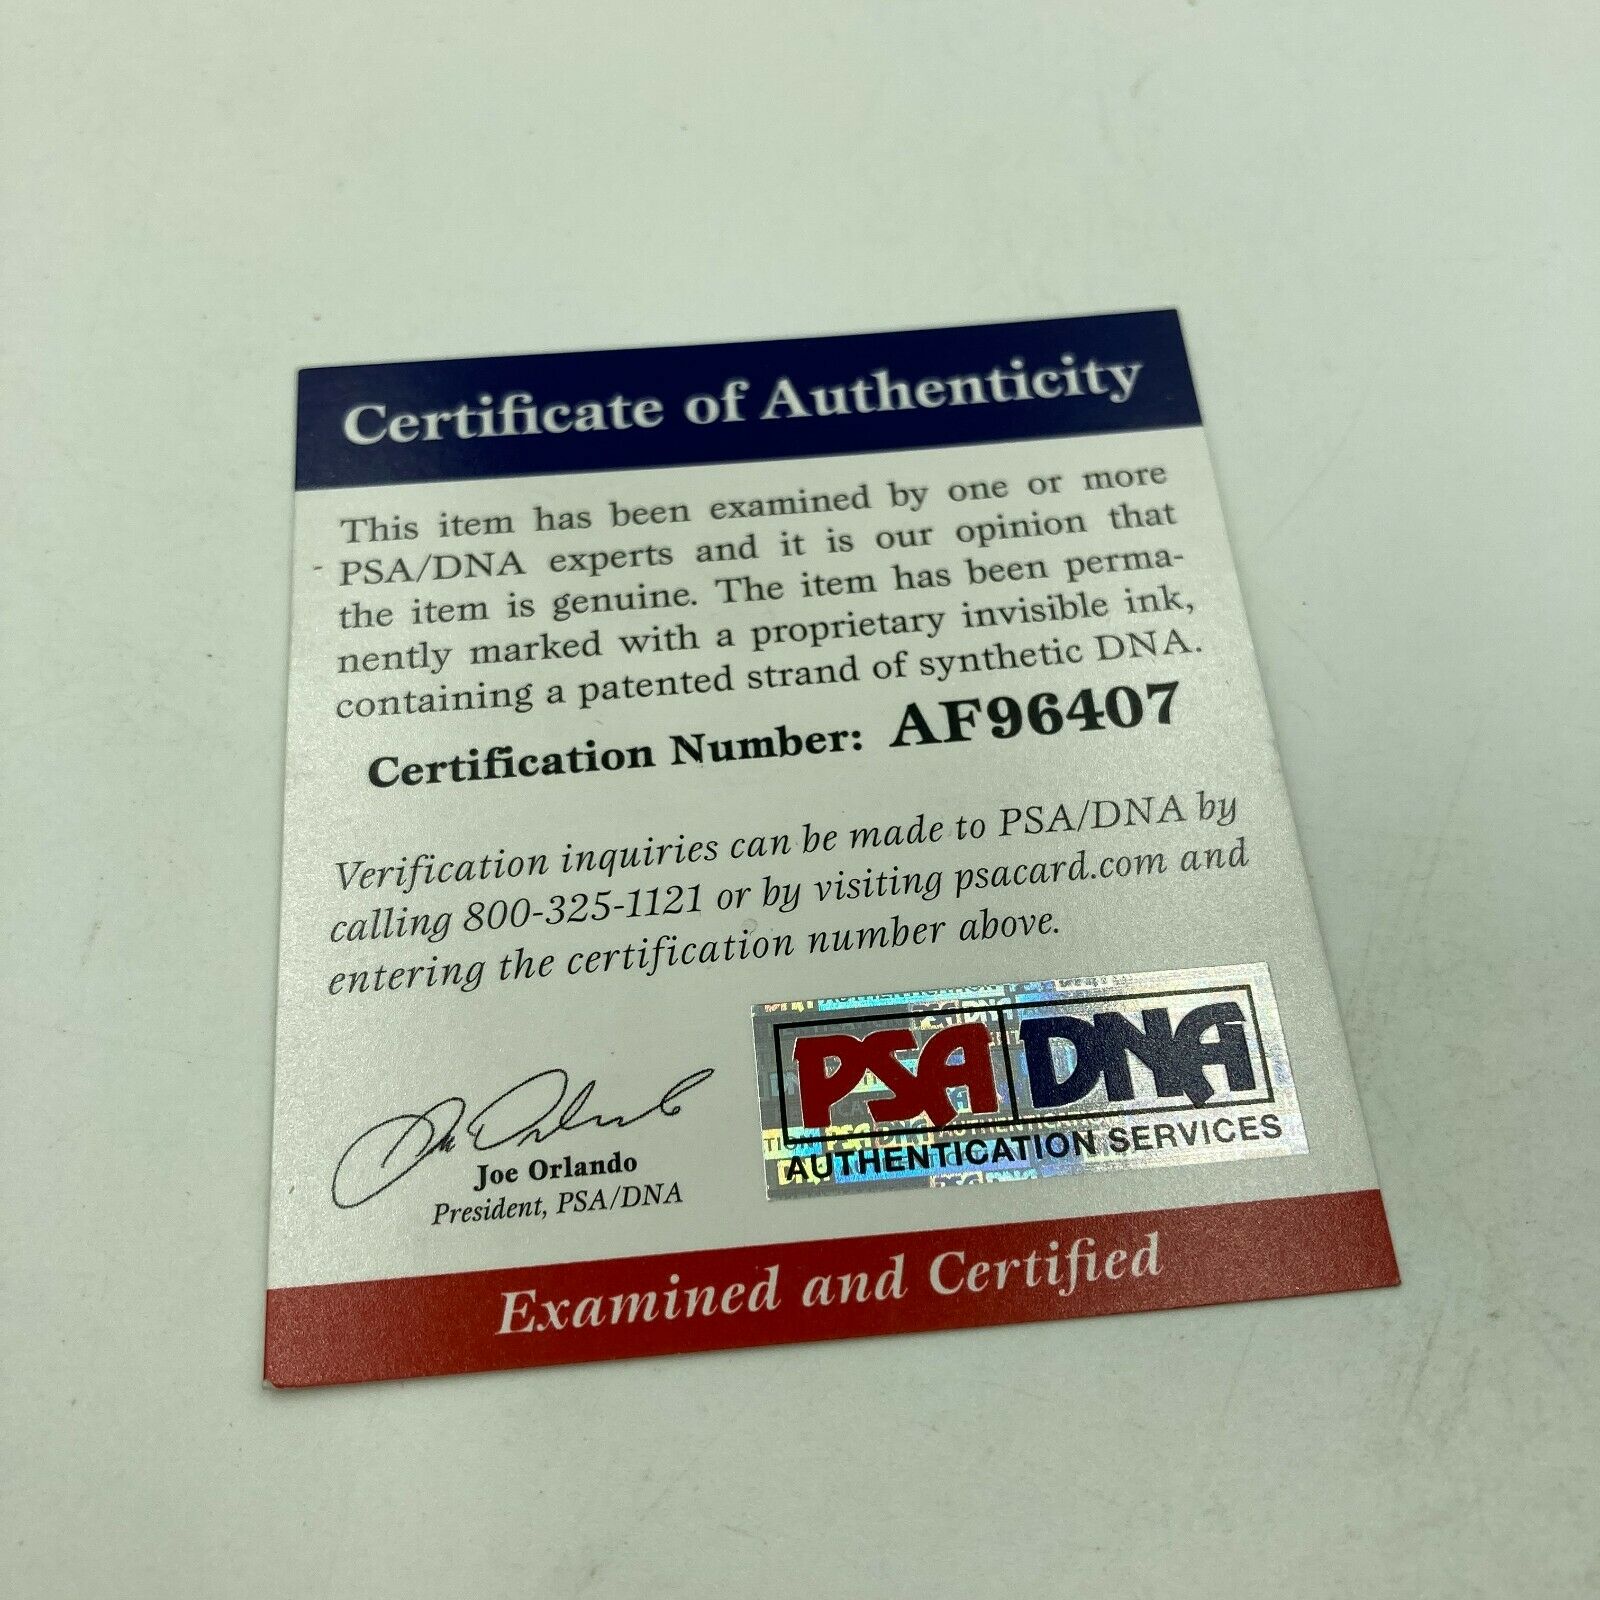 Certificate of Authenticity
This item has been examined by one or more
PSA/DNA experts and it is our opinion that
the item is genuine. The item has been perma-
nently marked with a proprietary invisible ink,
containing a patented strand of synthetic DNA.
Certification Number: AF96407
Verification inquiries can be made to PSA/DNA by
calling 800-325-1121 or by visiting psacard.com and
entering the certification number above.
PSA DNA
AUTHENTICATION SERVICES
Joe Orlando
President, PSA/DNA
Examined and Certified